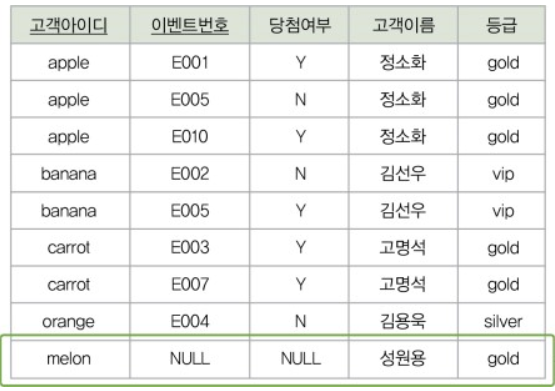 고객아이디 이벤트번호 당첨여부 고객이름 등급
apple E001 Y 정소화 gold
apple E005 N 정소화 gold
apple E010 Y 정소화 gold
banana E002 N 김선우 vip
banana E005 Y 김선우 vip
carrot E003 Y 고명석 gold
carrot E007 Y 고명석 gold
orange E004 N 김용욱 silver
melon NULL NULL 성원용 gold